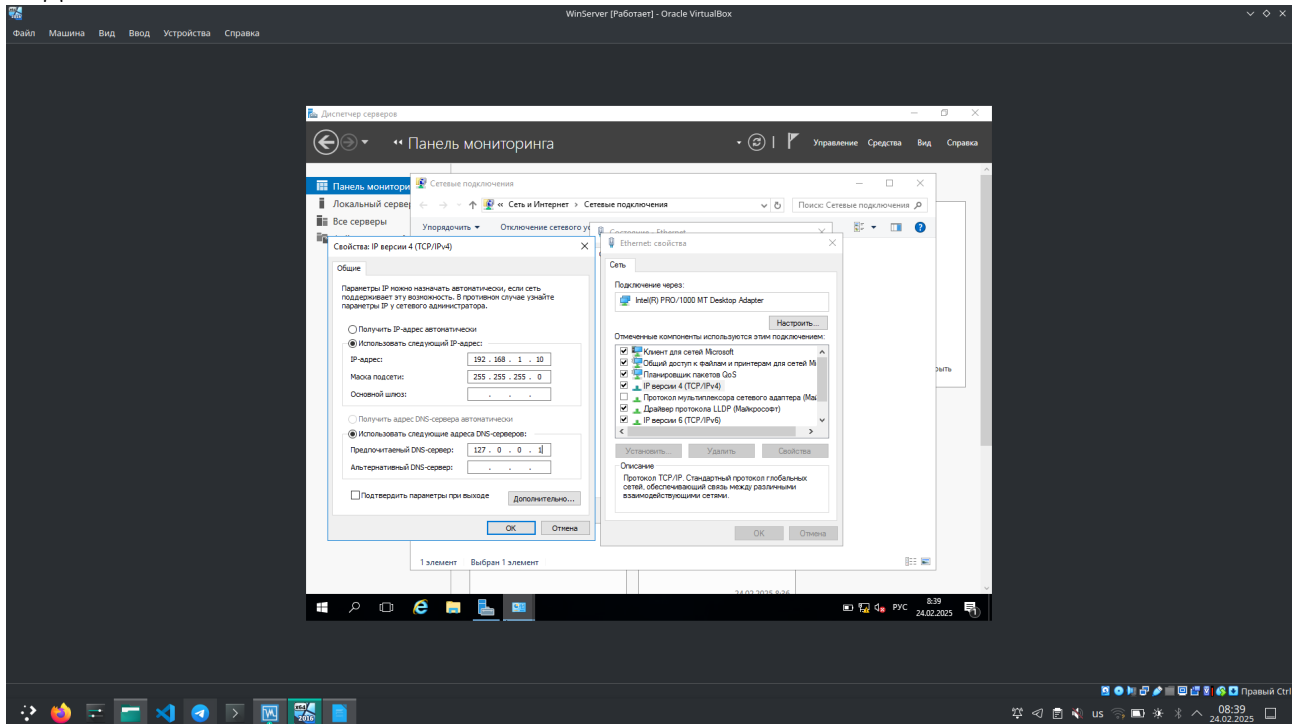 WinServer [Работает] - Oracle VirtualBox
Файл Машина Вид Ввод Устройства Справка
Диспетчер серверов
Панель мониторинга
Управление Средства Вид Справка
Панель монитори
Локальный сервер
Все серверы
Сетевые подключения
Сеть и Интернет › Сетевые подключения
Поиск: Сетевые подключения
Упорядочить Отключение сетевого ус
Состояние - Ethernet
Свойства: IP версии 4 (TCP/IPv4)
Общие
Параметры IP можно назначать автоматически, если сеть
поддерживает эту возможность. В противном случае узнайте
параметры IP у сетевого администратора.
Получить IP-адрес автоматически
Использовать следующий IP-адрес:
IP-адрес: 192 . 168 . 1 . 10
Маска подсети: 255 . 255 . 255 . 0
Основной шлюз: . . .
Получить адрес DNS-сервера автоматически
Использовать следующие адреса DNS-серверов:
Предпочитаемый DNS-сервер: 127 . 0 . 0 . 1
Альтернативный DNS-сервер: . . .
Подтвердить параметры при выходе
Дополнительно...
OK Отмена
Ethernet: свойства
Сеть
Подключение через:
Intel(R) PRO/1000 MT Desktop Adapter
Настроить...
Отмеченные компоненты используются этим подключением:
Клиент для сетей Microsoft
Общий доступ к файлам и принтерам для сетей Mi
Планировщик пакетов QoS
IP версии 4 (TCP/IPv4)
Протокол мультиплексора сетевого адаптера (Май
Драйвер протокола LLDP (Майкрософт)
IP версии 6 (TCP/IPv6)
Установить... Удалить Свойства
Описание
Протокол TCP/IP. Стандартный протокол глобальных
сетей, обеспечивающий связь между различными
взаимодействующими сетями.
OK Отмена
рыть
1 элемент Выбран 1 элемент
24.02.2025 8:36
РУС
8:39
24.02.2025
Правый Ctrl
x64
2016
us
08:39
24.02.2025